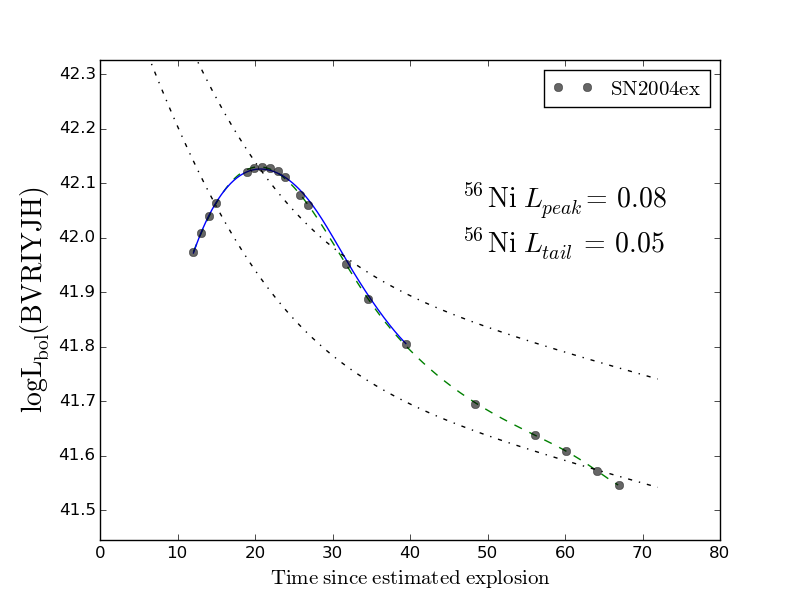 SN2004ex
56Ni Lpeak = 0.08
56Ni Ltail = 0.05
logLbol(BVRIYJH)
42.3
42.2
42.1
42.0
41.9
41.8
41.7
41.6
41.5
0 10 20 30 40 50 60 70 80
Time since estimated explosion